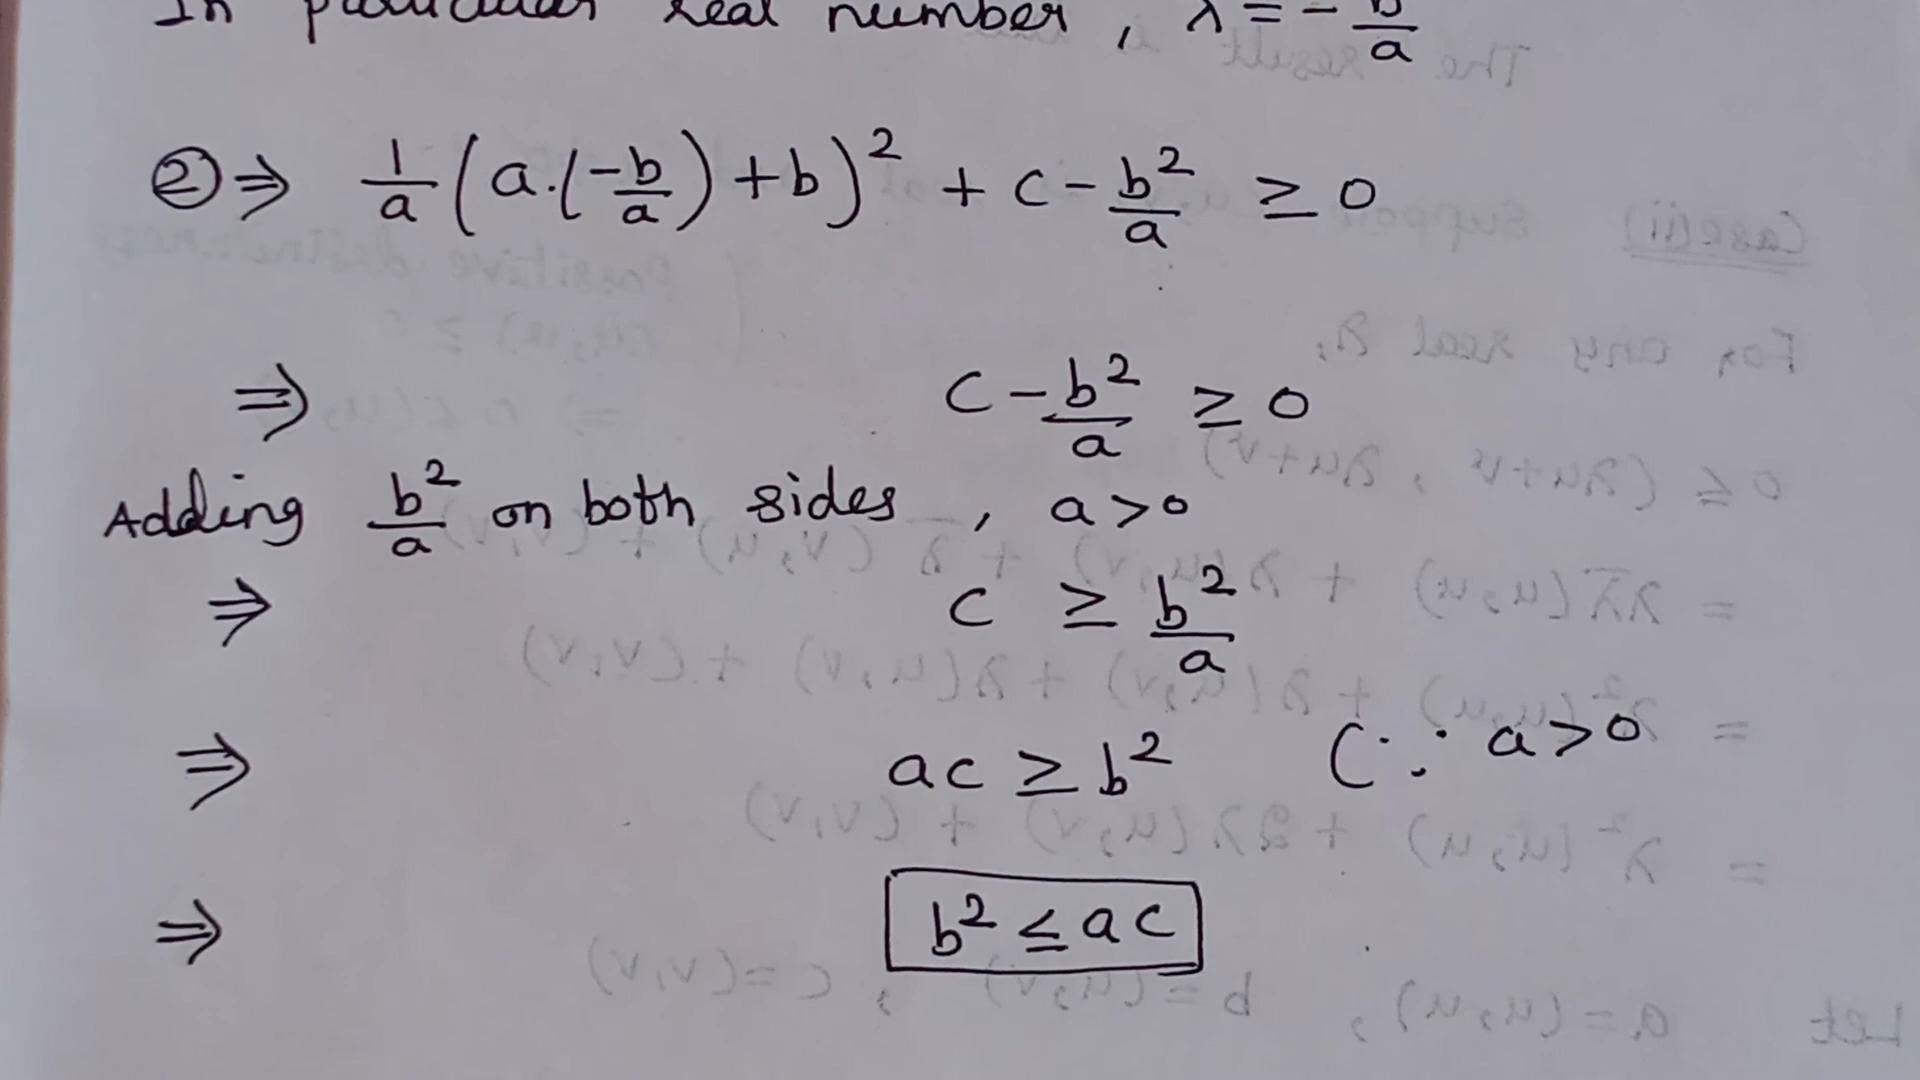 In particular real number, λ = -b/a
② ⇒ 1/a (a.(-b/a) + b)² + c - b²/a ≥ 0
⇒ c - b²/a ≥ 0
Adding b²/a on both sides, a>0
⇒ c ≥ b²/a
⇒ ac ≥ b² (∵ a>0
⇒ b² ≤ ac